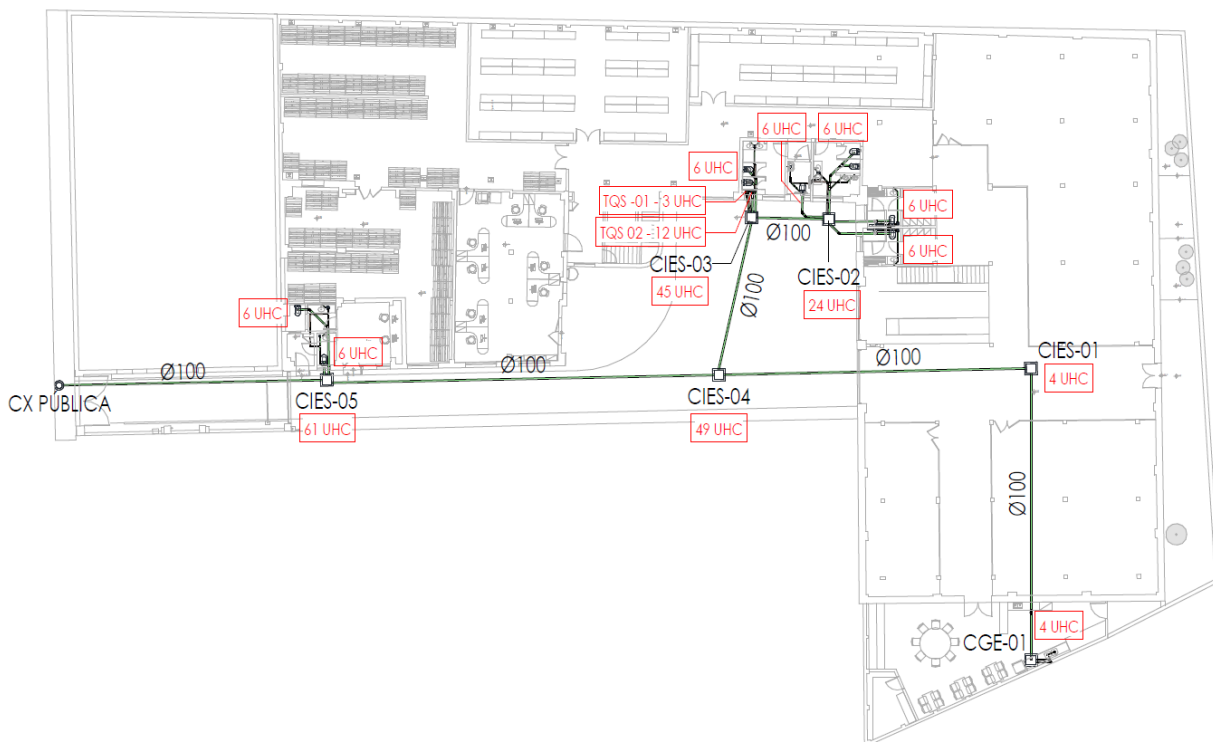 6 UHC
6 UHC
6 UHC
TQS -01 - 3 UHC
6 UHC
TQS 02 - 12 UHC
Ø100
6 UHC
CIES-03
CIES-02
45 UHC
24 UHC
Ø100
6 UHC
6 UHC
Ø100
Ø100
Ø100
CIES-01
4 UHC
CX PUBLICA
CIES-05
CIES-04
61 UHC
49 UHC
Ø100
4 UHC
CGE-01